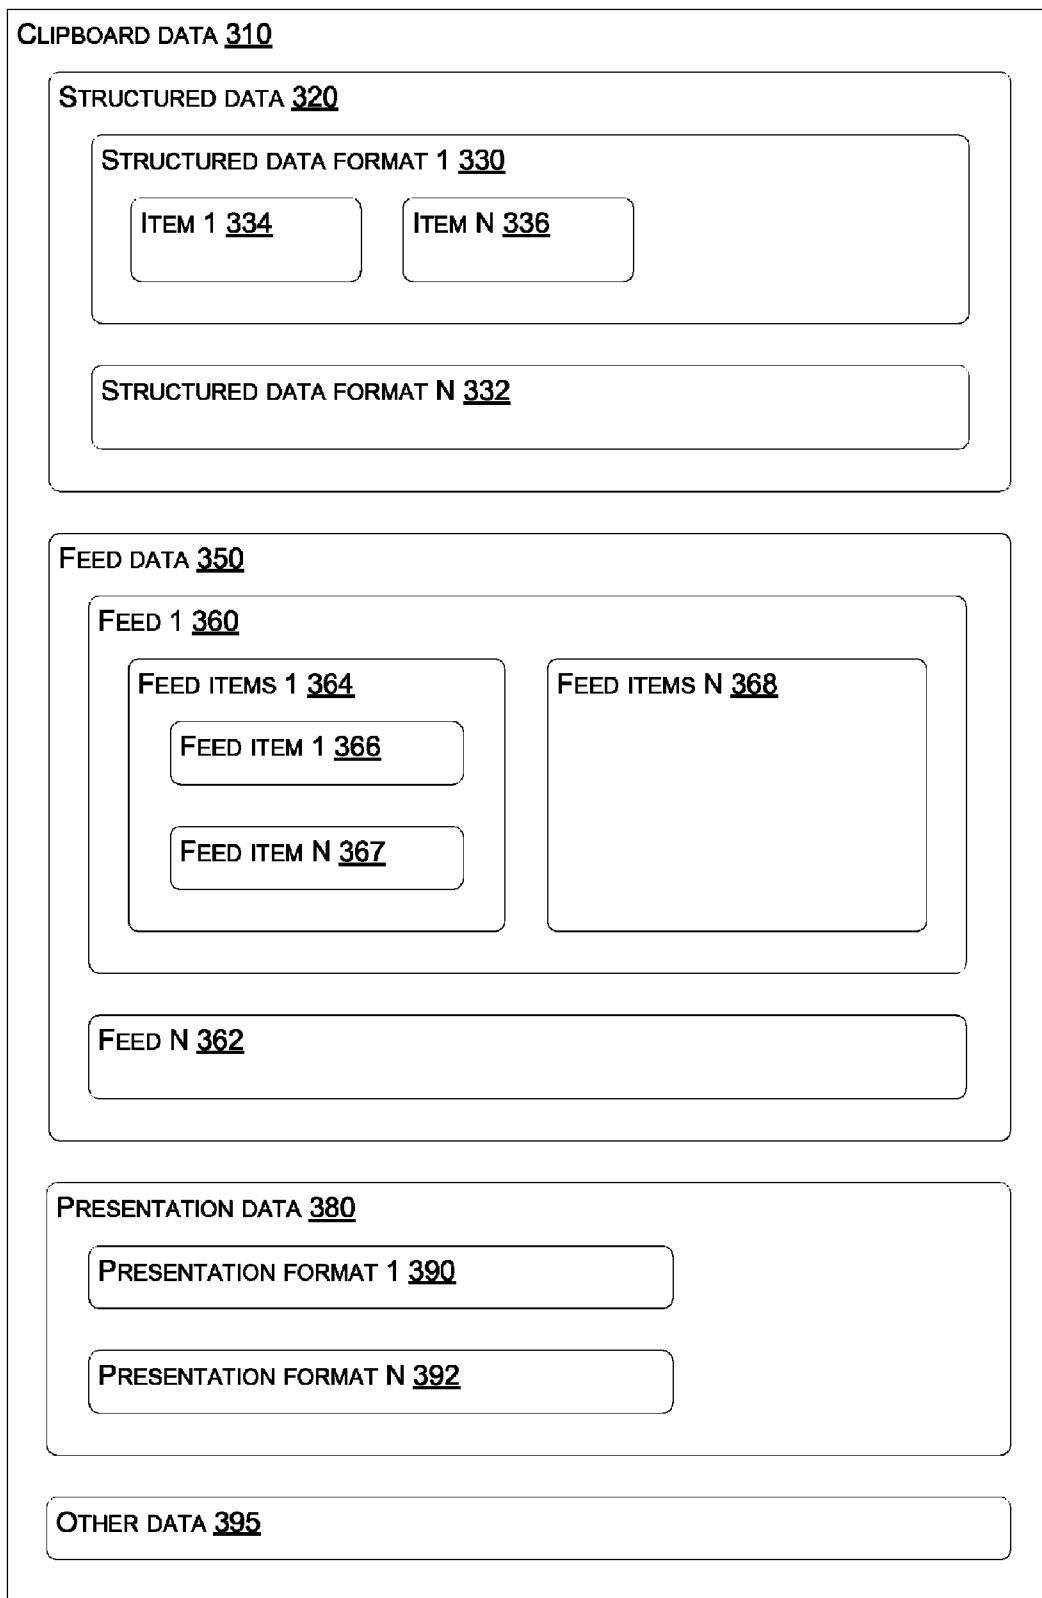 CLIPBOARD DATA 310
STRUCTURED DATA 320
STRUCTURED DATA FORMAT 1 330
ITEM 1 334
ITEM N 336
STRUCTURED DATA FORMAT N 332
FEED DATA 350
FEED 1 360
FEED ITEMS 1 364
FEED ITEMS N 368
FEED ITEM 1 366
FEED ITEM N 367
FEED N 362
PRESENTATION DATA 380
PRESENTATION FORMAT 1 390
PRESENTATION FORMAT N 392
OTHER DATA 395